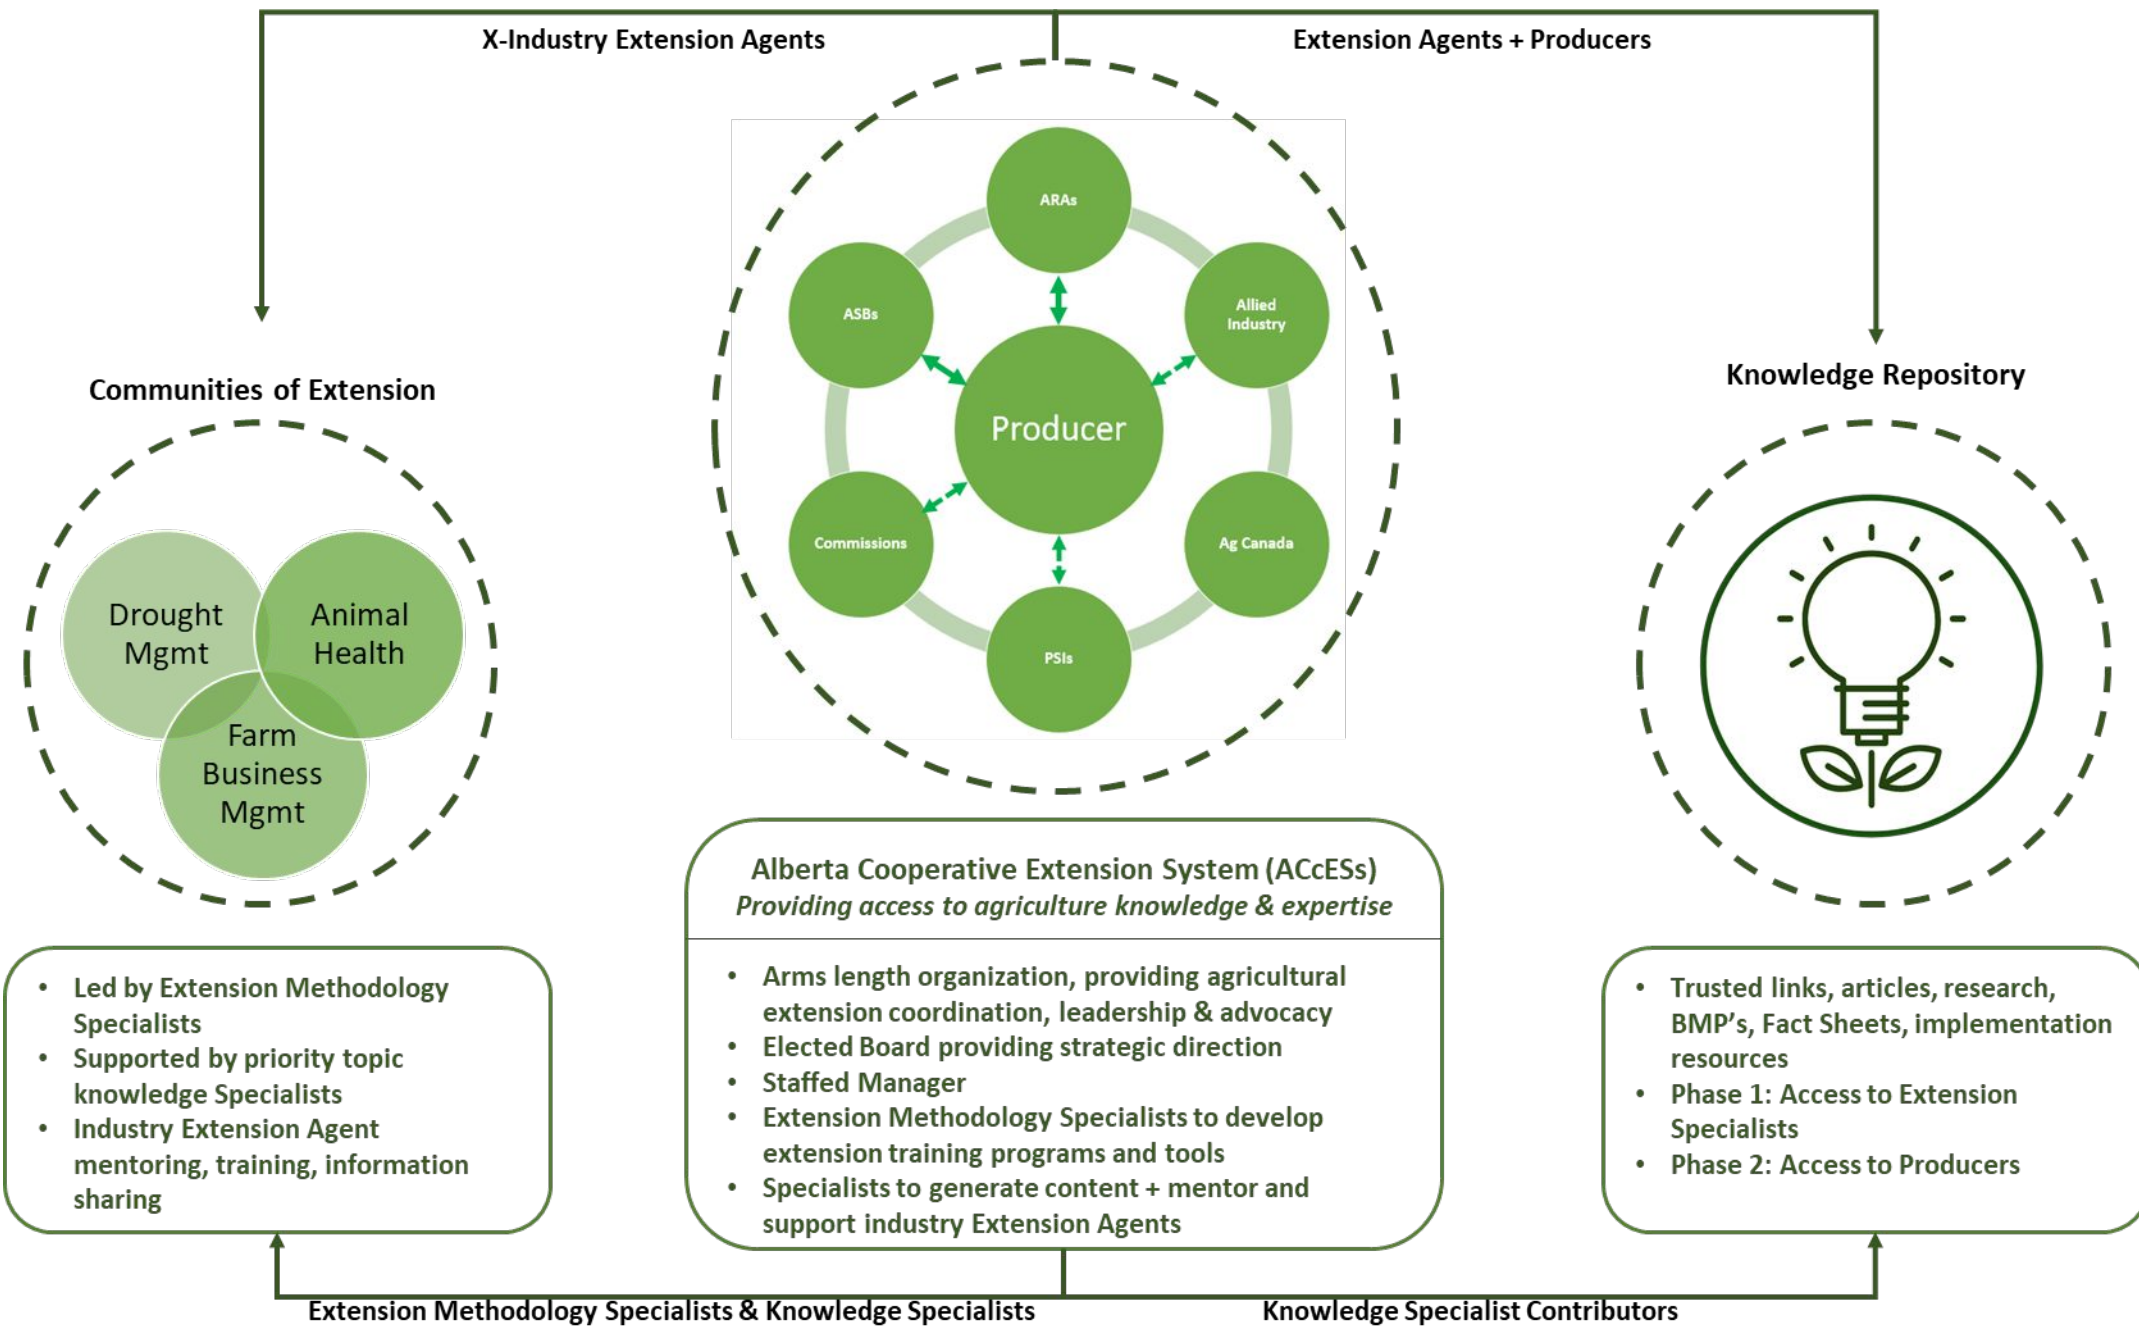 X-Industry Extension Agents
Extension Agents + Producers
ARAs
ASBs
Allied
Industry
Producer
Commissions
Ag Canada
PSIs
Communities of Extension
Drought
Mgmt
Animal
Health
Farm
Business
Mgmt
Knowledge Repository
• Led by Extension Methodology
Specialists
• Supported by priority topic
knowledge Specialists
• Industry Extension Agent
mentoring, training, information
sharing
Alberta Cooperative Extension System (ACcESs)
Providing access to agriculture knowledge & expertise
• Arms length organization, providing agricultural
extension coordination, leadership & advocacy
• Elected Board providing strategic direction
• Staffed Manager
• Extension Methodology Specialists to develop
extension training programs and tools
• Specialists to generate content + mentor and
support industry Extension Agents
• Trusted links, articles, research,
BMP's, Fact Sheets, implementation
resources
• Phase 1: Access to Extension
Specialists
• Phase 2: Access to Producers
Extension Methodology Specialists & Knowledge Specialists
Knowledge Specialist Contributors